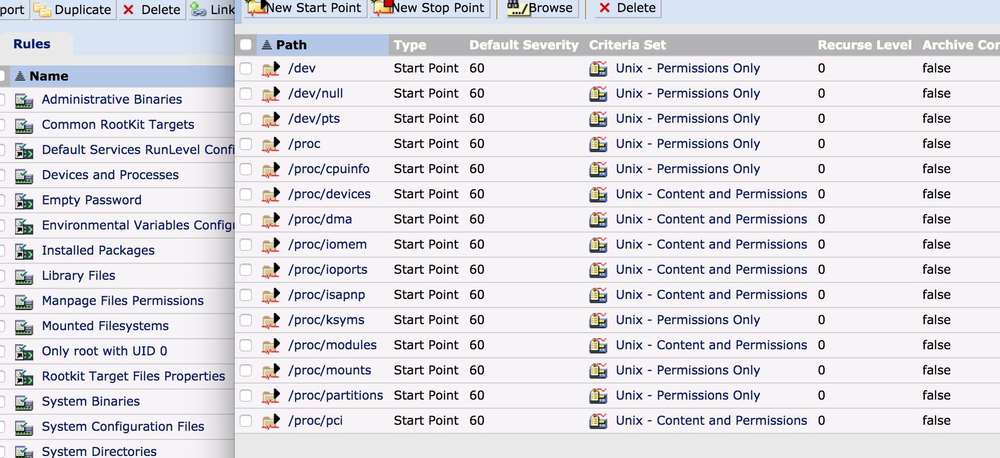 port Duplicate Delete Link
Rules
Name
Administrative Binaries
Common RootKit Targets
Default Services RunLevel Confi
Devices and Processes
Empty Password
Environmental Variables Configu
Installed Packages
Library Files
Manpage Files Permissions
Mounted Filesystems
Only root with UID 0
Rootkit Target Files Properties
System Binaries
System Configuration Files
System Directories
New Start Point New Stop Point .../Browse Delete
Path Type Default Severity Criteria Set Recurse Level Archive Con
/dev Start Point 60 Unix - Permissions Only 0 false
/dev/null Start Point 60 Unix - Permissions Only 0 false
/dev/pts Start Point 60 Unix - Permissions Only 0 false
/proc Start Point 60 Unix - Permissions Only 0 false
/proc/cpuinfo Start Point 60 Unix - Permissions Only 0 false
/proc/devices Start Point 60 Unix - Content and Permissions 0 false
/proc/dma Start Point 60 Unix - Content and Permissions 0 false
/proc/iomem Start Point 60 Unix - Content and Permissions 0 false
/proc/ioports Start Point 60 Unix - Content and Permissions 0 false
/proc/isapnp Start Point 60 Unix - Content and Permissions 0 false
/proc/ksyms Start Point 60 Unix - Permissions Only 0 false
/proc/modules Start Point 60 Unix - Content and Permissions 0 false
/proc/mounts Start Point 60 Unix - Permissions Only 0 false
/proc/partitions Start Point 60 Unix - Permissions Only 0 false
/proc/pci Start Point 60 Unix - Content and Permissions 0 false